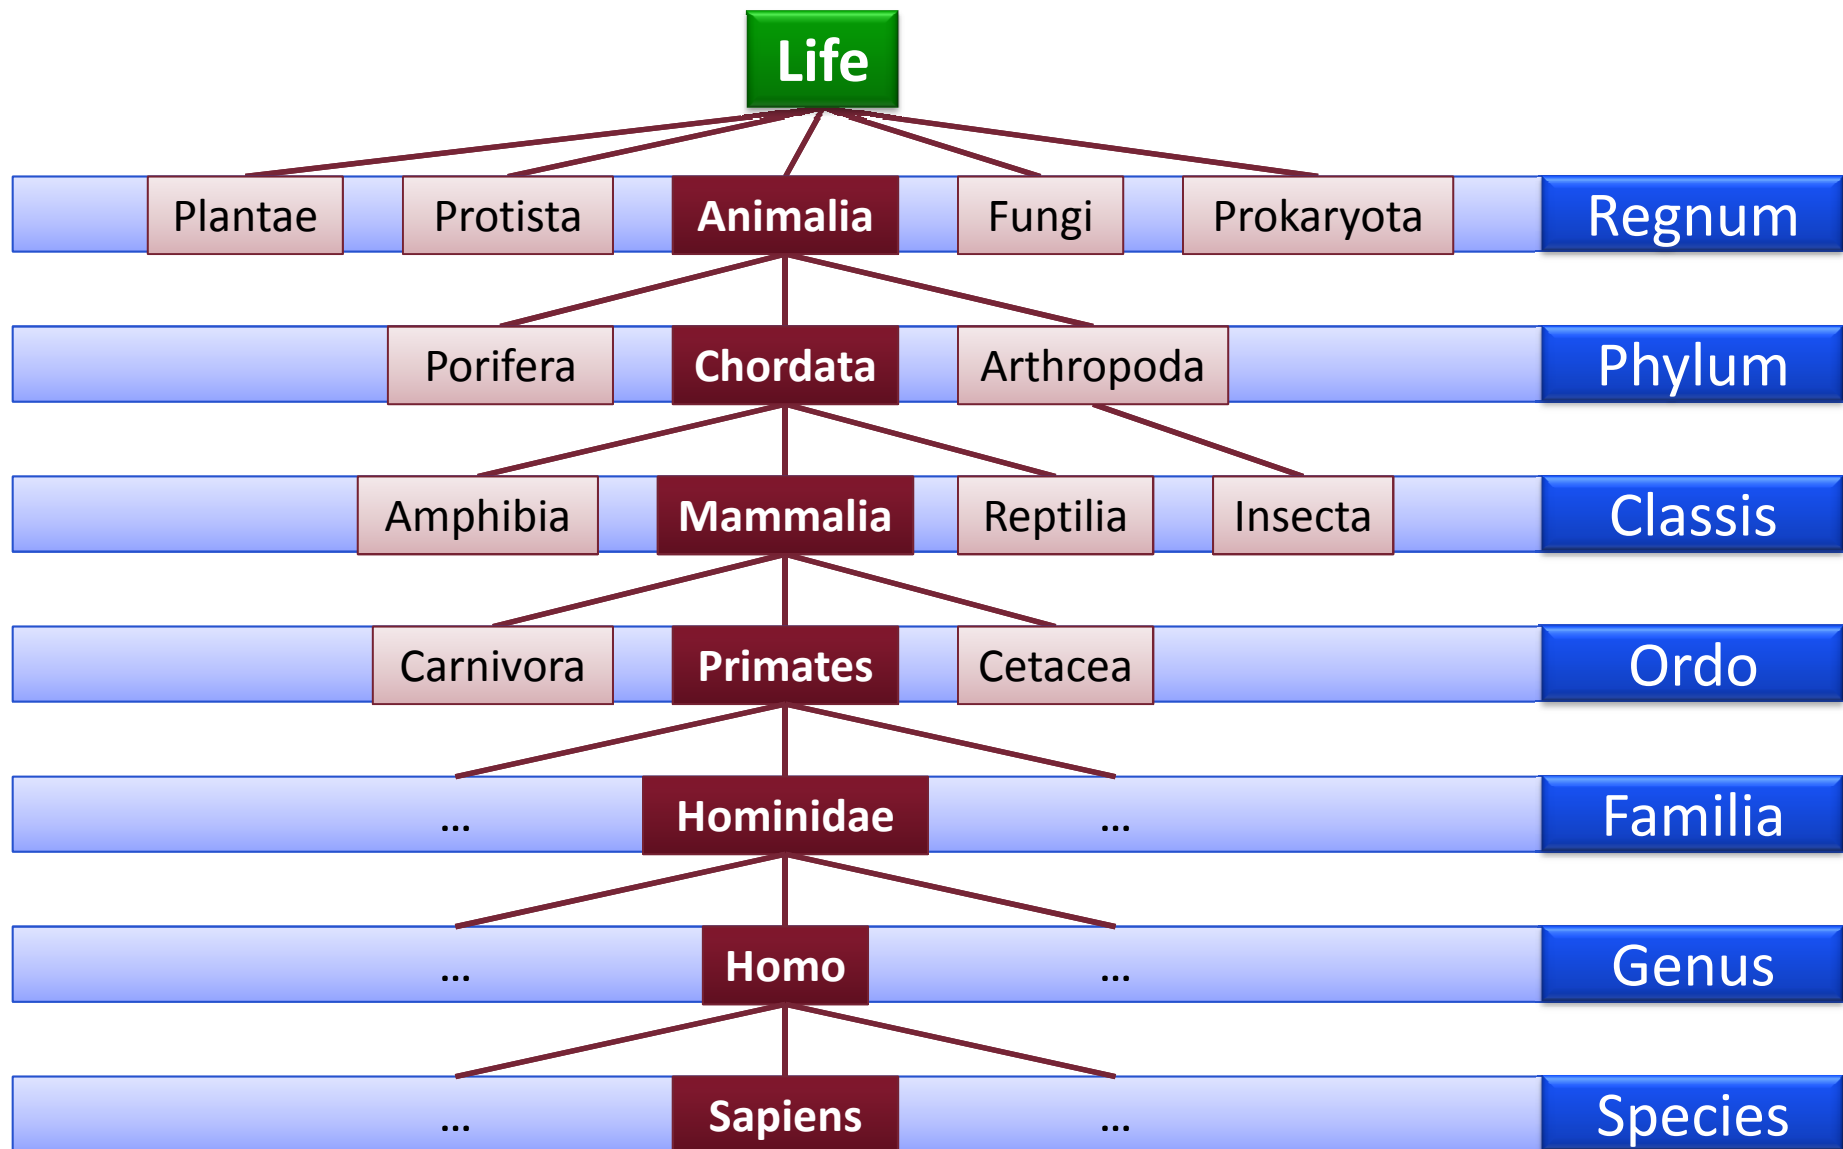 Life
Plantae Protista Animalia Fungi Prokaryota Regnum
Porifera Chordata Arthropoda Phylum
Amphibia Mammalia Reptilia Insecta Classis
Carnivora Primates Cetacea Ordo
... Hominidae ... Familia
... Homo ... Genus
... Sapiens ... Species